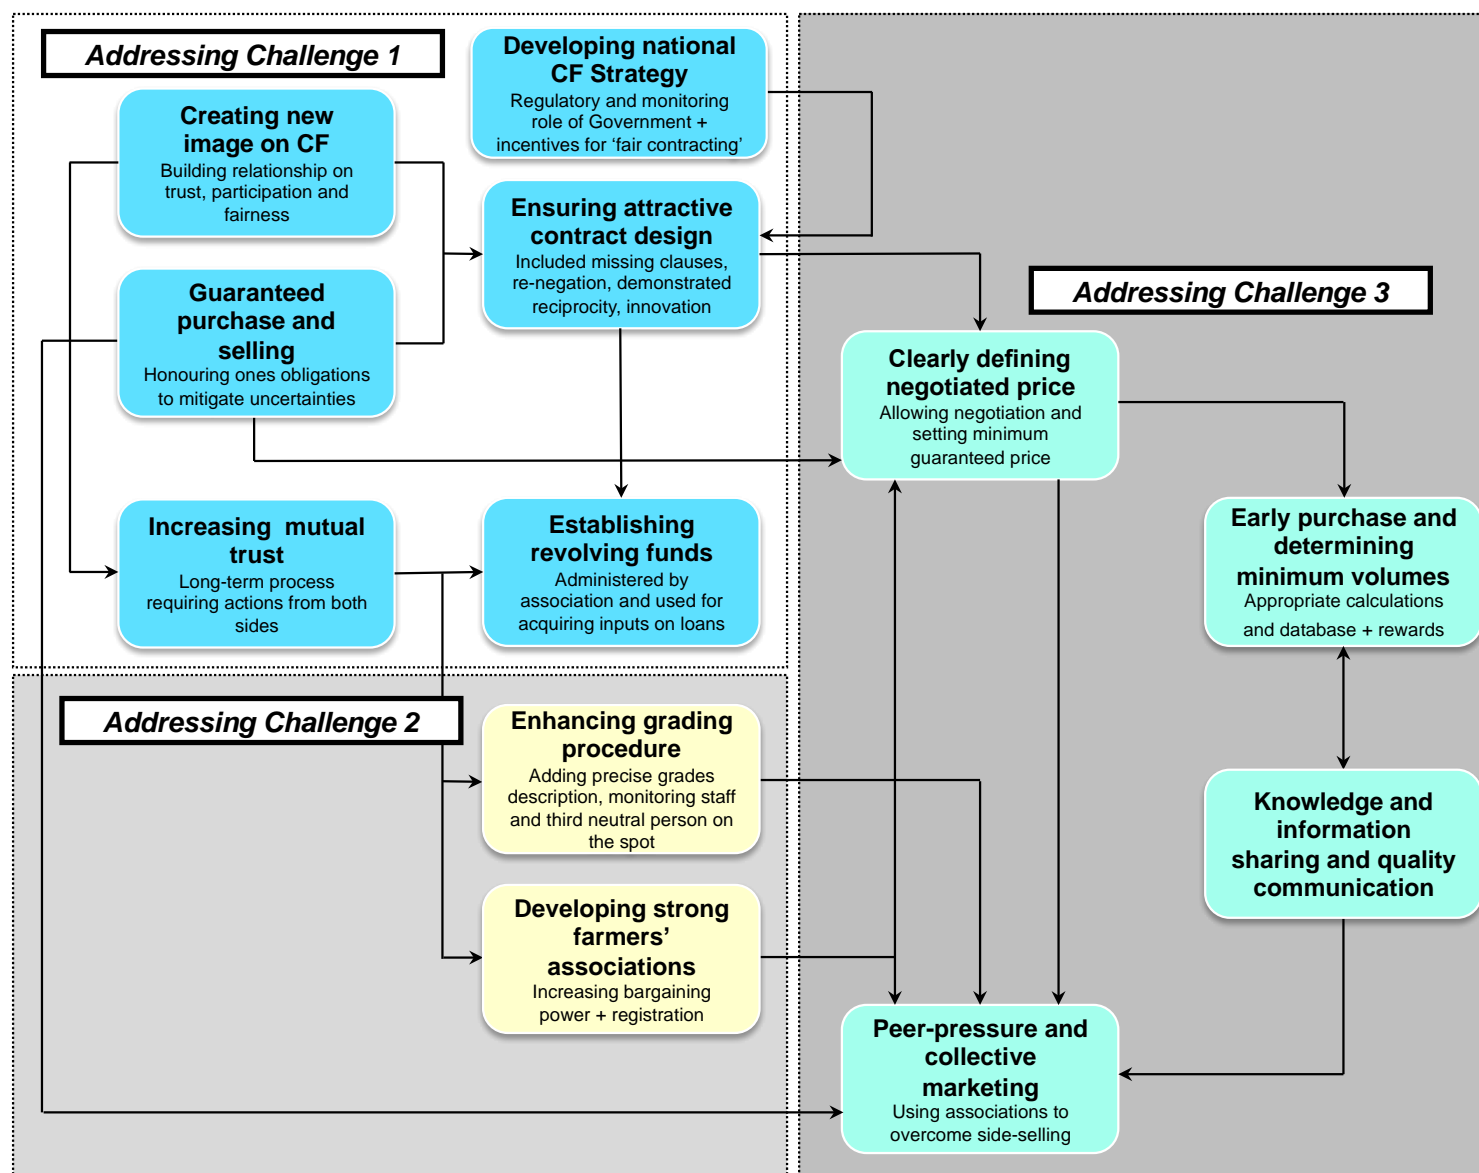 Addressing Challenge 1
Developing national
CF Strategy
Regulatory and monitoring
role of Government +
incentives for ‘fair contracting’
Creating new
image on CF
Building relationship on
trust, participation and
fairness
Ensuring attractive
contract design
Included missing clauses,
re-negation, demonstrated
reciprocity, innovation
Guaranteed
purchase and
selling
Honouring ones obligations
to mitigate uncertainties
Increasing mutual
trust
Long-term process
requiring actions from both
sides
Establishing
revolving funds
Administered by
association and used for
acquiring inputs on loans
Addressing Challenge 2
Enhancing grading
procedure
Adding precise grades
description, monitoring staff
and third neutral person on
the spot
Developing strong
farmers’
associations
Increasing bargaining
power + registration
Addressing Challenge 3
Clearly defining
negotiated price
Allowing negotiation and
setting minimum
guaranteed price
Early purchase and
determining
minimum volumes
Appropriate calculations
and database + rewards
Knowledge and
information
sharing and quality
communication
Peer-pressure and
collective
marketing
Using associations to
overcome side-selling